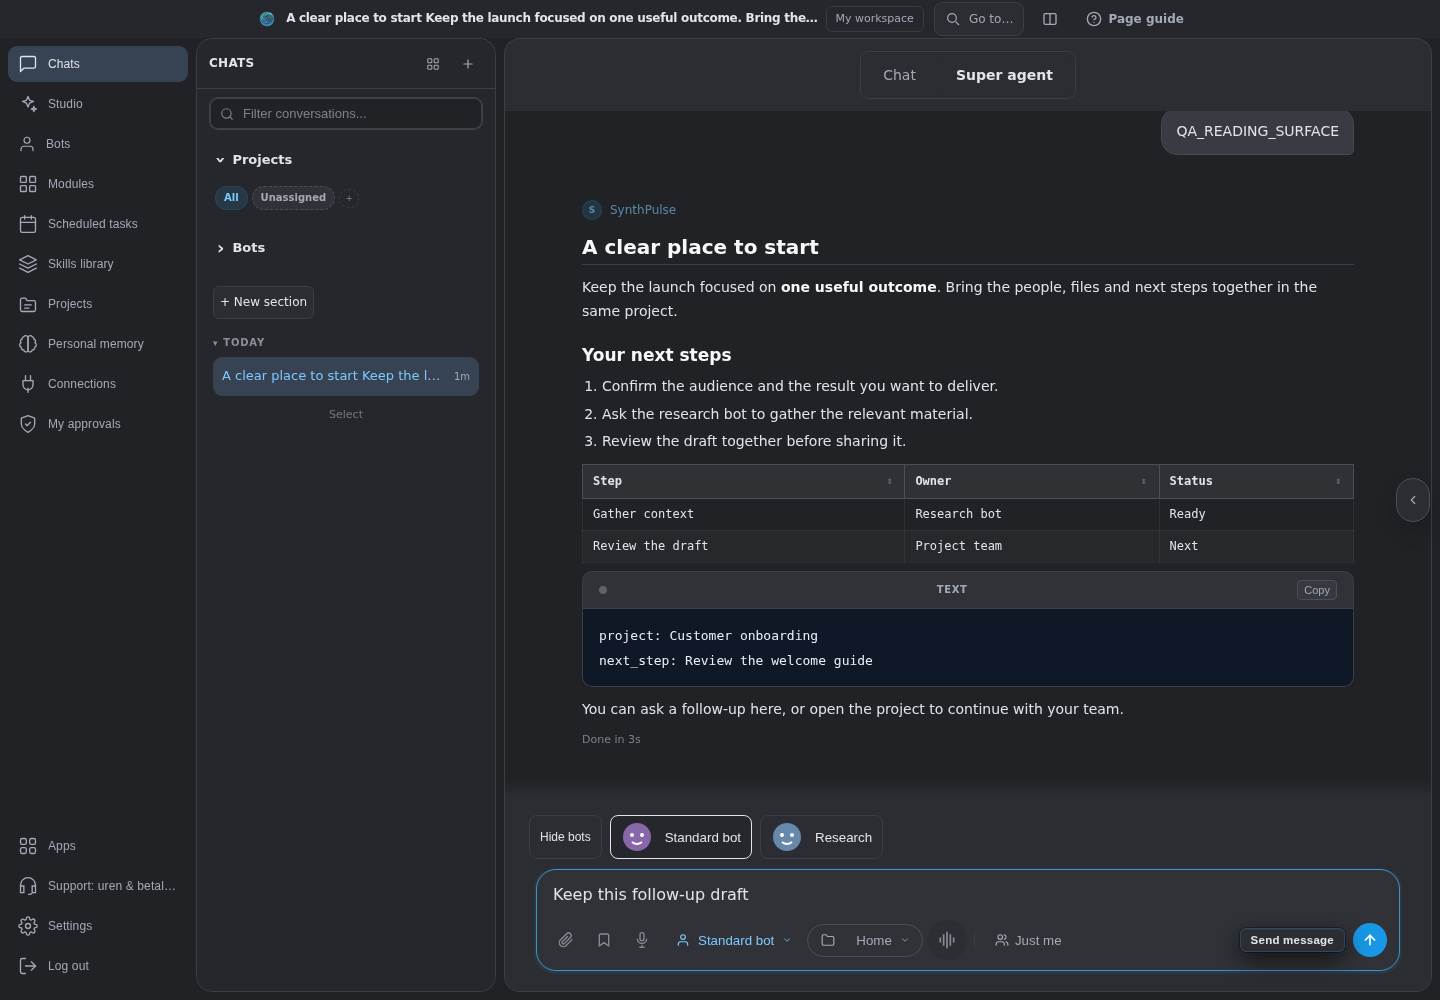 A clear place to start Keep the launch focused on one useful outcome. Bring the...
My workspace
Go to...
Page guide
Chats
Studio
Bots
Modules
Scheduled tasks
Skills library
Projects
Personal memory
Connections
My approvals
Apps
Support: uren & betal...
Settings
Log out
CHATS
Filter conversations...
Projects
All
Unassigned
+
Bots
+ New section
TODAY
A clear place to start Keep the l... 1m
Select
Chat
Super agent
QA_READING_SURFACE
S SynthPulse
A clear place to start
Keep the launch focused on one useful outcome. Bring the people, files and next steps together in the
same project.
Your next steps
1. Confirm the audience and the result you want to deliver.
2. Ask the research bot to gather the relevant material.
3. Review the draft together before sharing it.
Step Owner Status
Gather context Research bot Ready
Review the draft Project team Next
TEXT
Copy
project: Customer onboarding
next_step: Review the welcome guide
You can ask a follow-up here, or open the project to continue with your team.
Done in 3s
Hide bots
Standard bot
Research
Keep this follow-up draft
Standard bot
Home
Just me
Send message